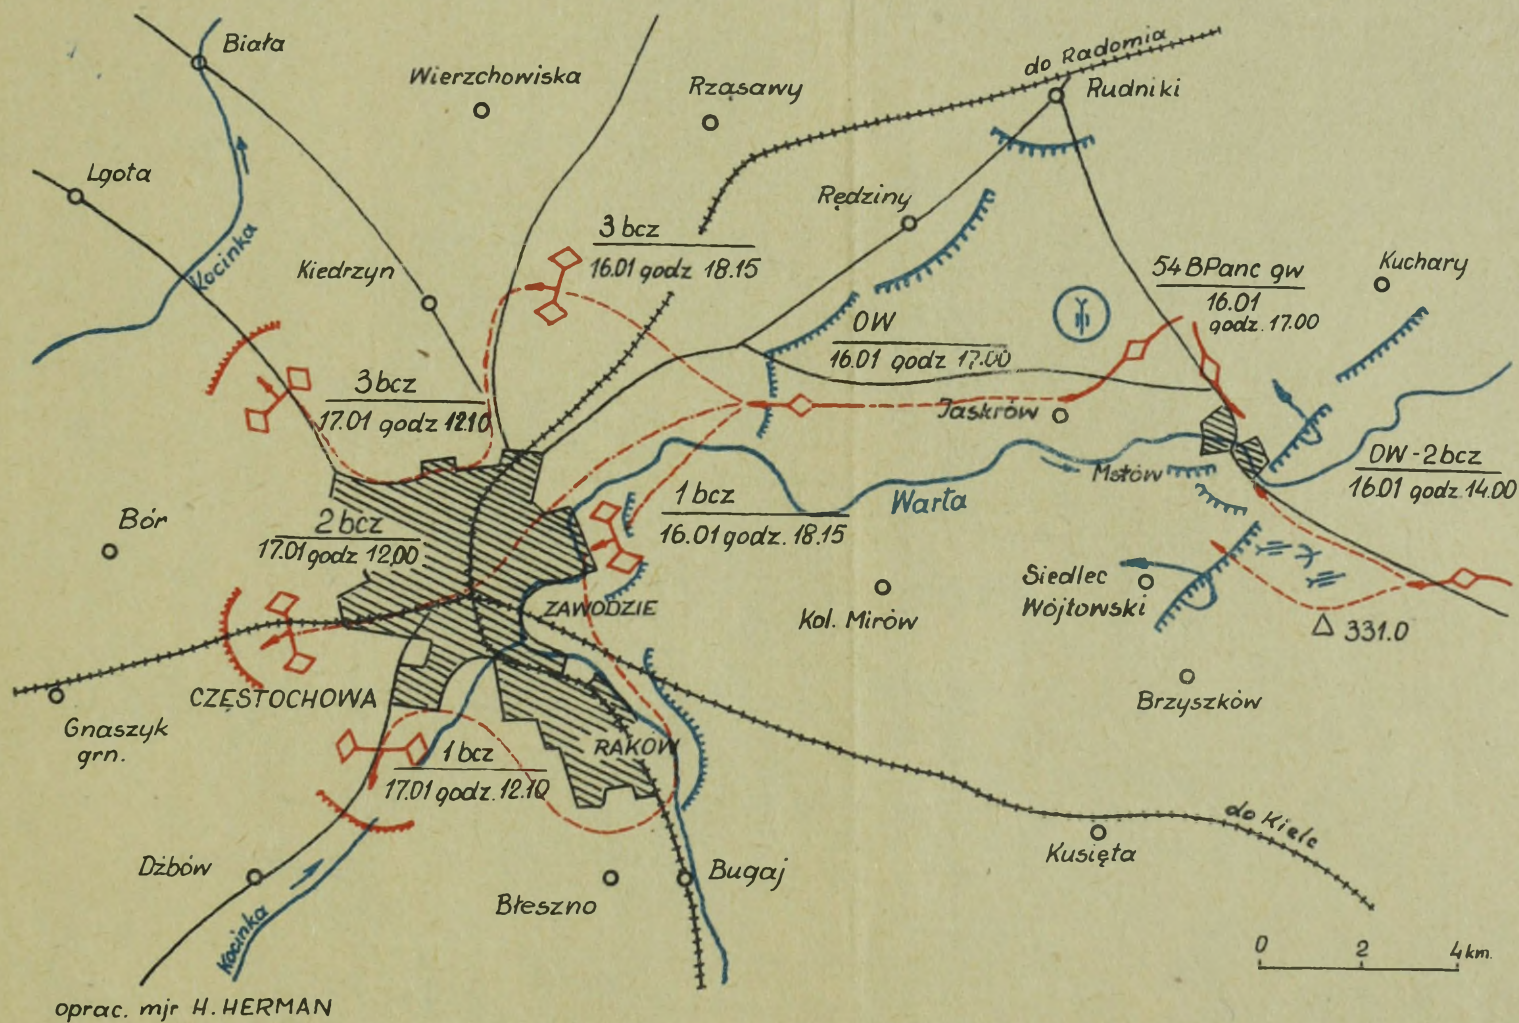 Biała
Wierzchowiska
Rząsawy
do Radomia
Rudniki
Lgota
Kocinka
Kiedrzyn
Rędziny
3 bcz
16.01 godz 18.15
54 BPanc gw
16.01
godz. 17.00
Kuchary
OW
16.01 godz 17.00
3 bcz
17.01 godz 12.10
Jaskrów
Mstów
OW - 2 bcz
16.01 godz. 14.00
Bór
2 bcz
17.01 godz 12.00
1 bcz
16.01 godz. 18.15
Warta
ZAWODZIE
Kol. Mirów
Siedlec
Wójtowski
331.0
Brzyszków
CZĘSTOCHOWA
Gnaszyk
grn.
RAKÓW
1 bcz
17.01 godz. 12.10
do Kielc
Kusięta
Dźbów
Kocinka
Błeszno
Bugaj
0 2 4 km.
oprac. mjr H. HERMAN